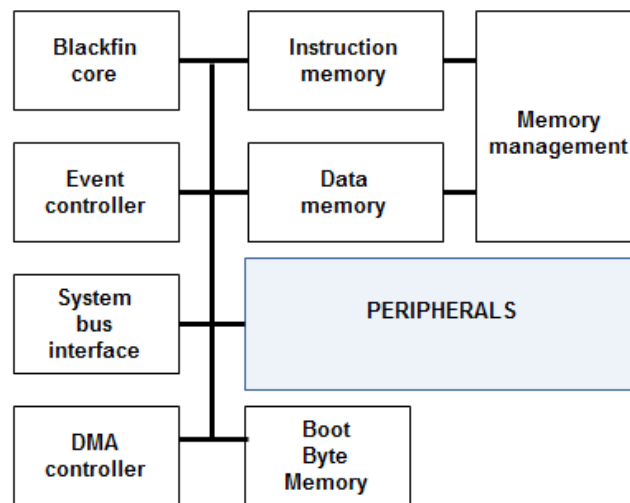 Blackfin
core
Instruction
memory
Memory
management
Event
controller
Data
memory
System
bus
interface
PERIPHERALS
DMA
controller
Boot
Byte
Memory